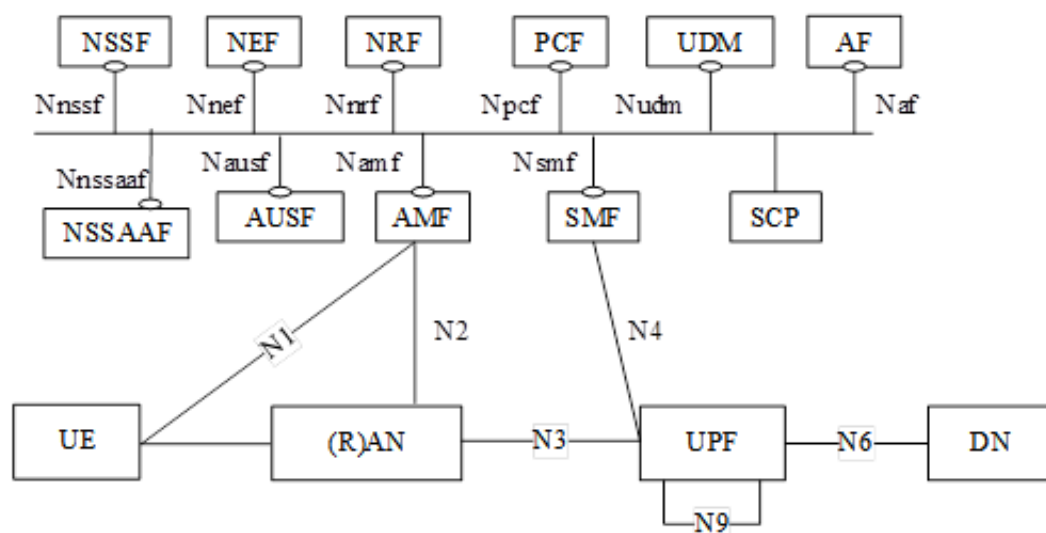 NSSF NEF NRF PCF UDM AF
Nnssf Nnef Nnrf Npcf Nudm Naf
Nnssaaf Nausf Namf Nsmf
NSSAAF AUSF AMF SMF SCP
N1 N2 N4
UE (R)AN N3 UPF N6 DN
N9